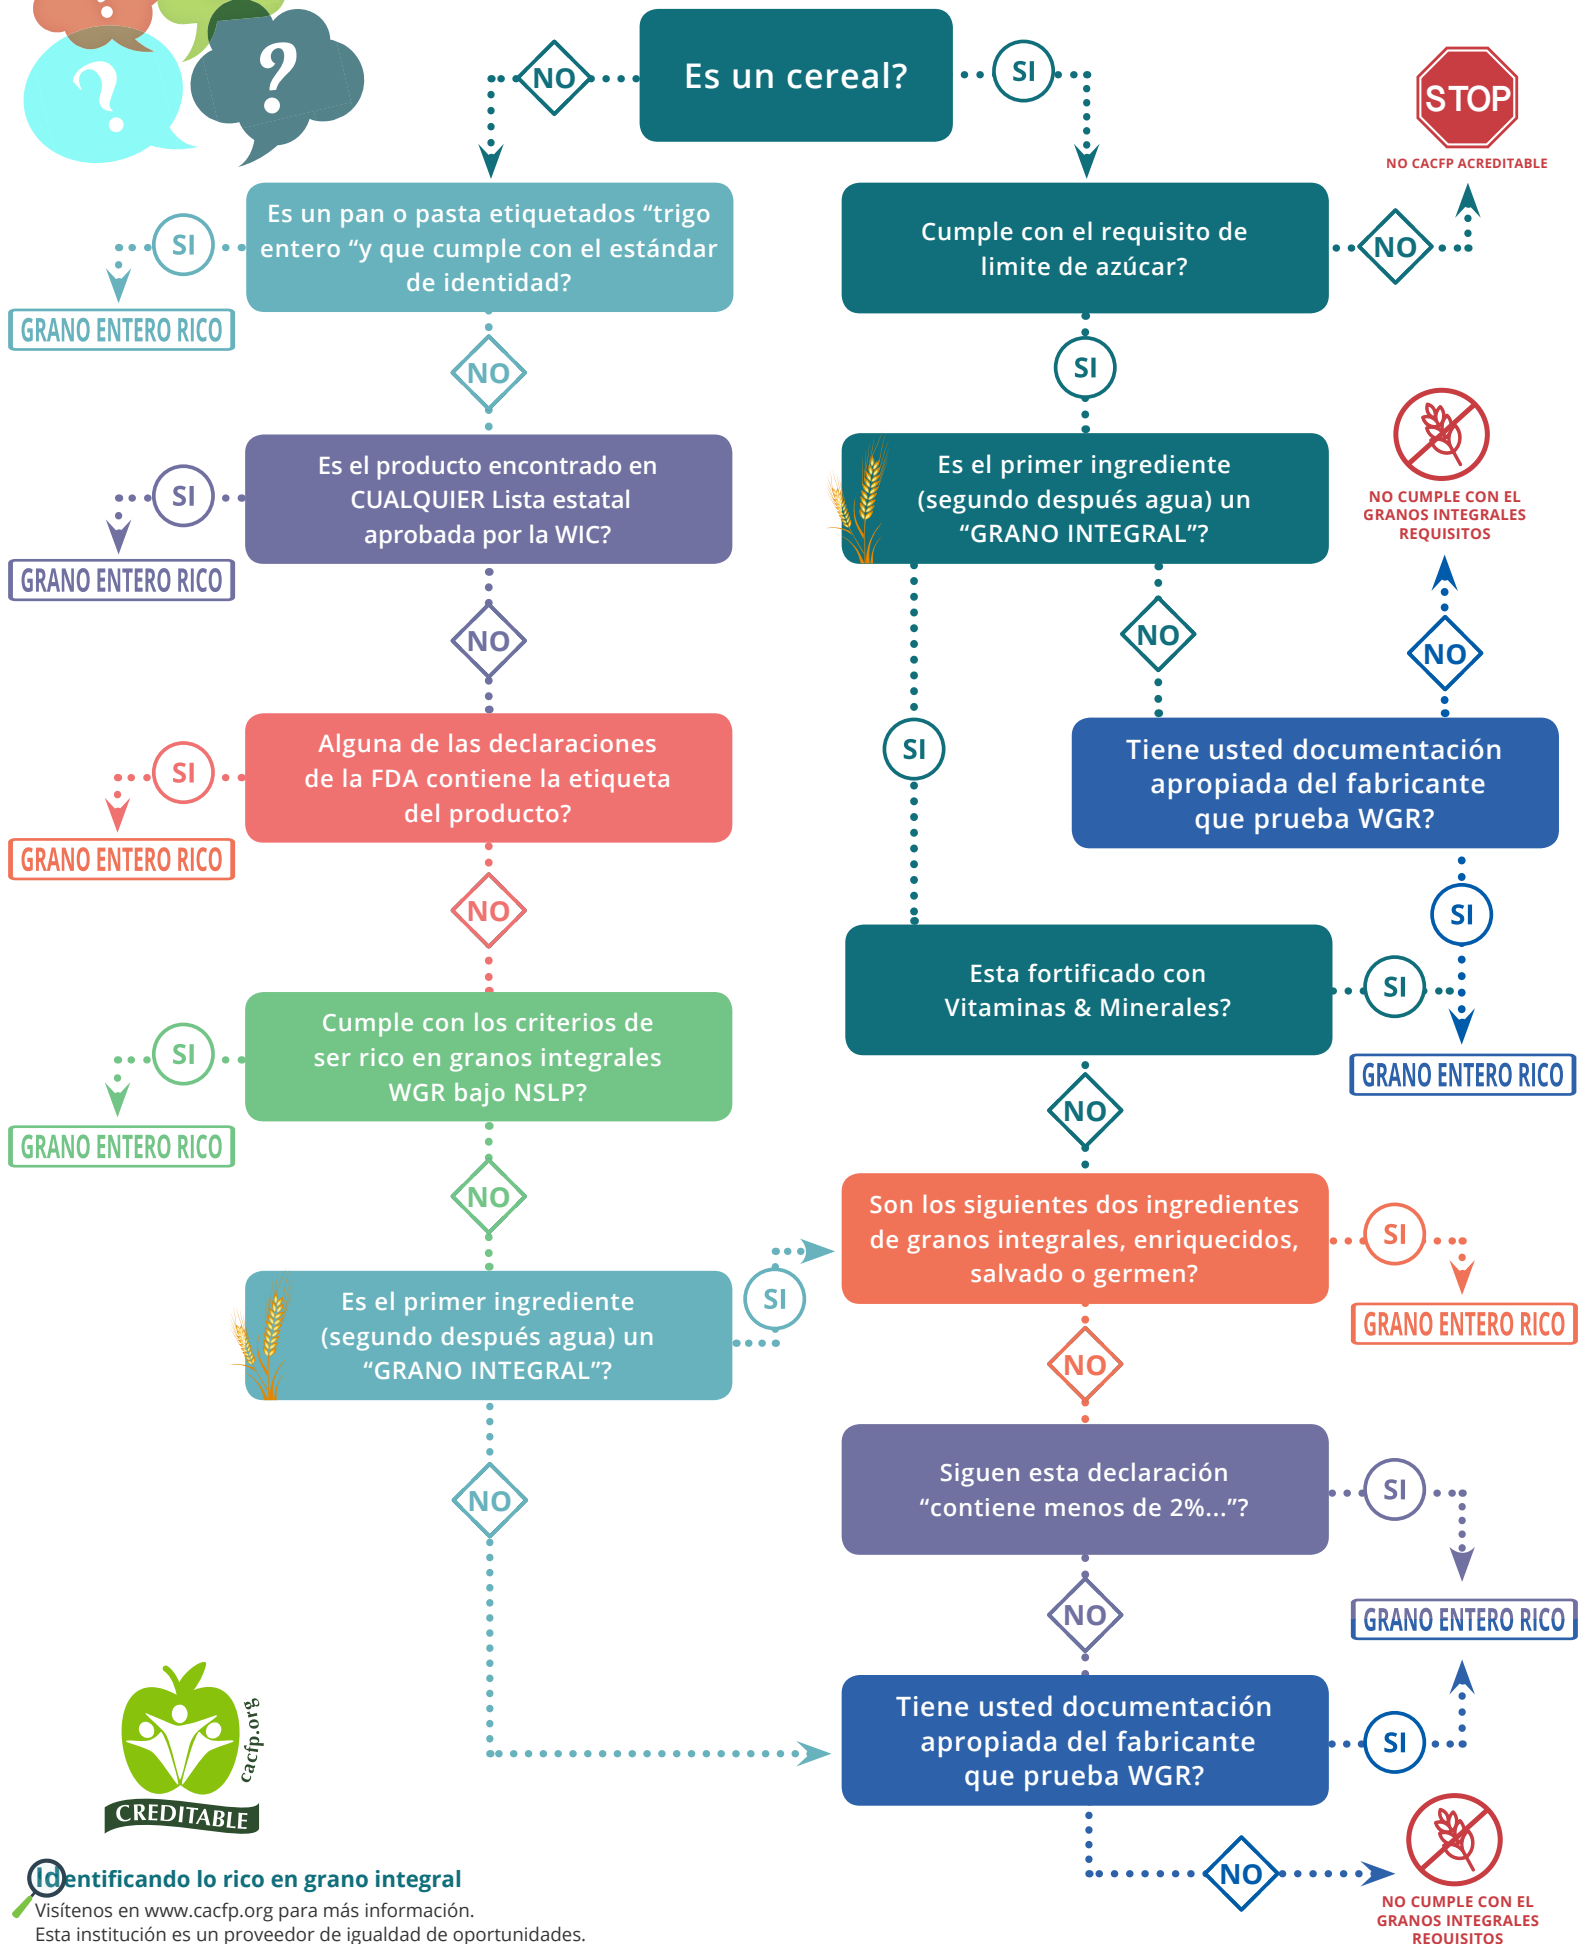 ?
?
?
Es un cereal?
NO
SI
STOP
NO CACFP ACREDITABLE
Es un pan o pasta etiquetados “trigo
entero “y que cumple con el estándar
de identidad?
SI
GRANO ENTERO RICO
NO
Cumple con el requisito de
limite de azúcar?
NO
SI
Es el producto encontrado en
CUALQUIER Lista estatal
aprobada por la WIC?
SI
GRANO ENTERO RICO
NO
Es el primer ingrediente
(segundo después agua) un
“GRANO INTEGRAL”?
NO CUMPLE CON EL
GRANOS INTEGRALES
REQUISITOS
NO
NO
SI
Alguna de las declaraciones
de la FDA contiene la etiqueta
del producto?
SI
GRANO ENTERO RICO
NO
Tiene usted documentación
apropiada del fabricante
que prueba WGR?
SI
Esta fortificado con
Vitaminas & Minerales?
SI
GRANO ENTERO RICO
NO
Cumple con los criterios de
ser rico en granos integrales
WGR bajo NSLP?
SI
GRANO ENTERO RICO
NO
Es el primer ingrediente
(segundo después agua) un
“GRANO INTEGRAL”?
SI
NO
Son los siguientes dos ingredientes
de granos integrales, enriquecidos,
salvado o germen?
SI
GRANO ENTERO RICO
NO
Siguen esta declaración
“contiene menos de 2%...”?
SI
GRANO ENTERO RICO
NO
Tiene usted documentación
apropiada del fabricante
que prueba WGR?
SI
NO
NO CUMPLE CON EL
GRANOS INTEGRALES
REQUISITOS
cacfp.org
CREDITABLE
Identificando lo rico en grano integral
Visítenos en www.cacfp.org para más información.
Esta institución es un proveedor de igualdad de oportunidades.